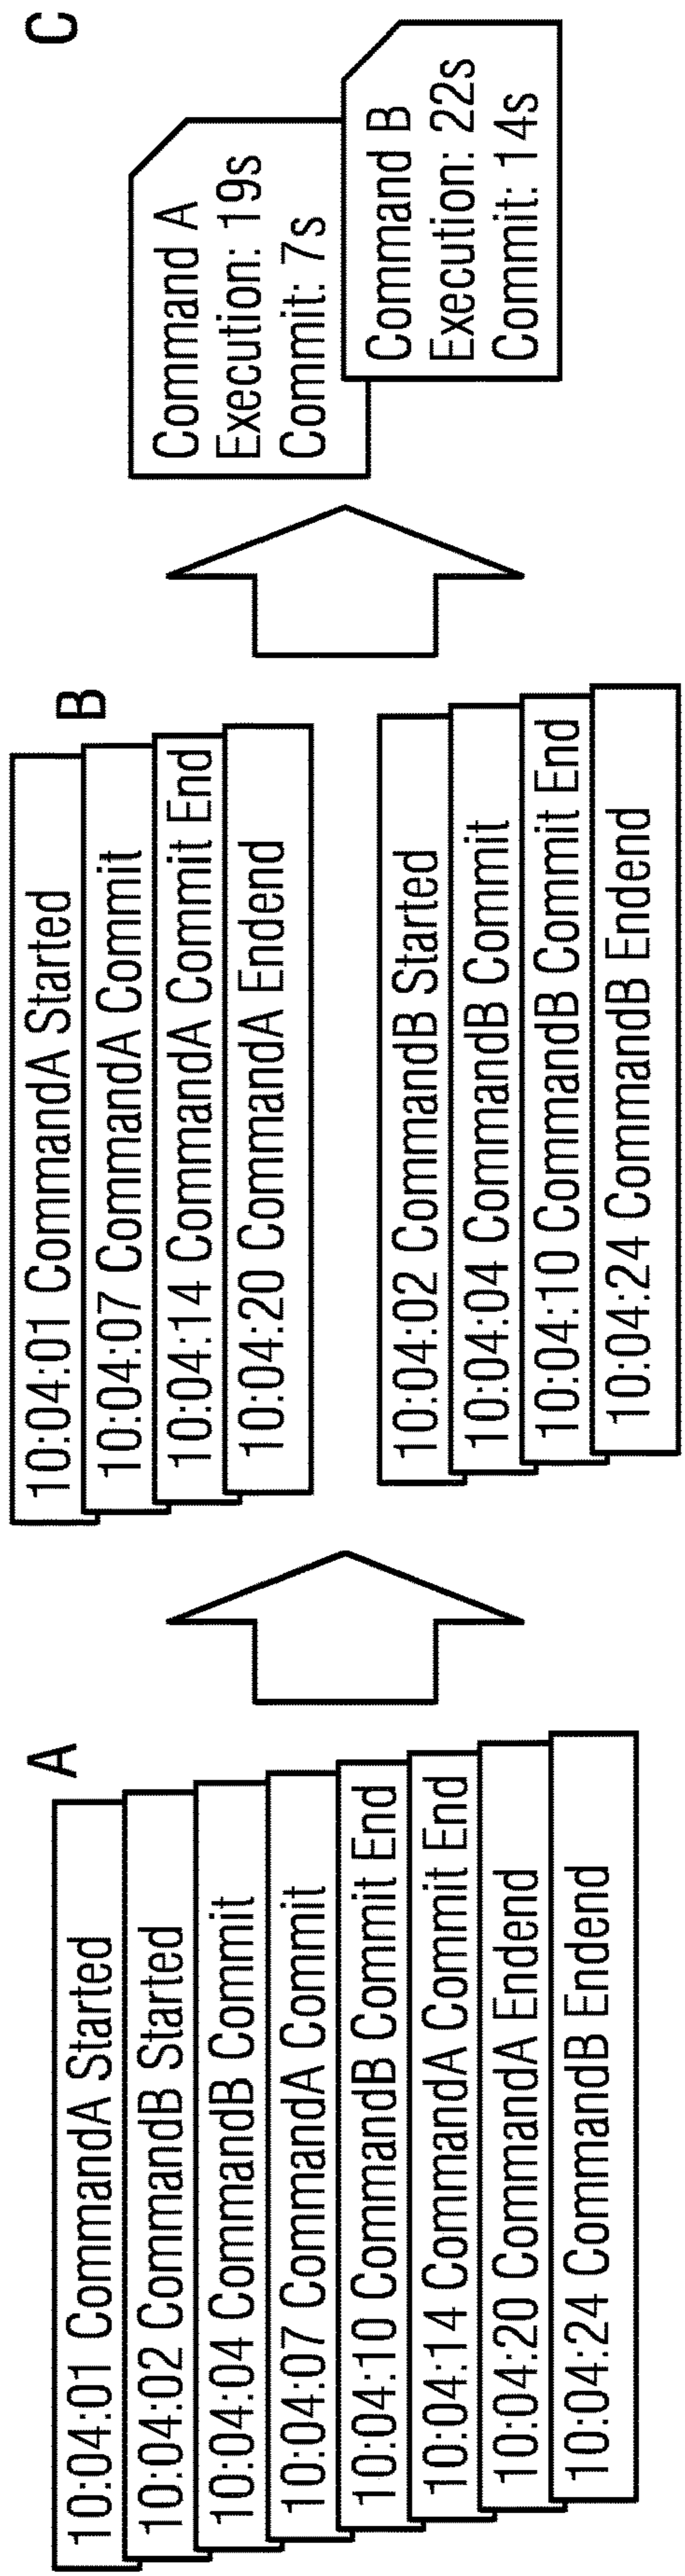 A
10:04:01 CommandA Started
10:04:02 CommandB Started
10:04:04 CommandB Commit
10:04:07 CommandA Commit
10:04:10 CommandB Commit End
10:04:14 CommandA Commit End
10:04:20 CommandA Endend
10:04:24 CommandB Endend
B
10:04:01 CommandA Started
10:04:07 CommandA Commit
10:04:14 CommandA Commit End
10:04:20 CommandA Endend
10:04:02 CommandB Started
10:04:04 CommandB Commit
10:04:10 CommandB Commit End
10:04:24 CommandB Endend
C
Command A
Execution: 19s
Commit: 7s
Command B
Execution: 22s
Commit: 14s